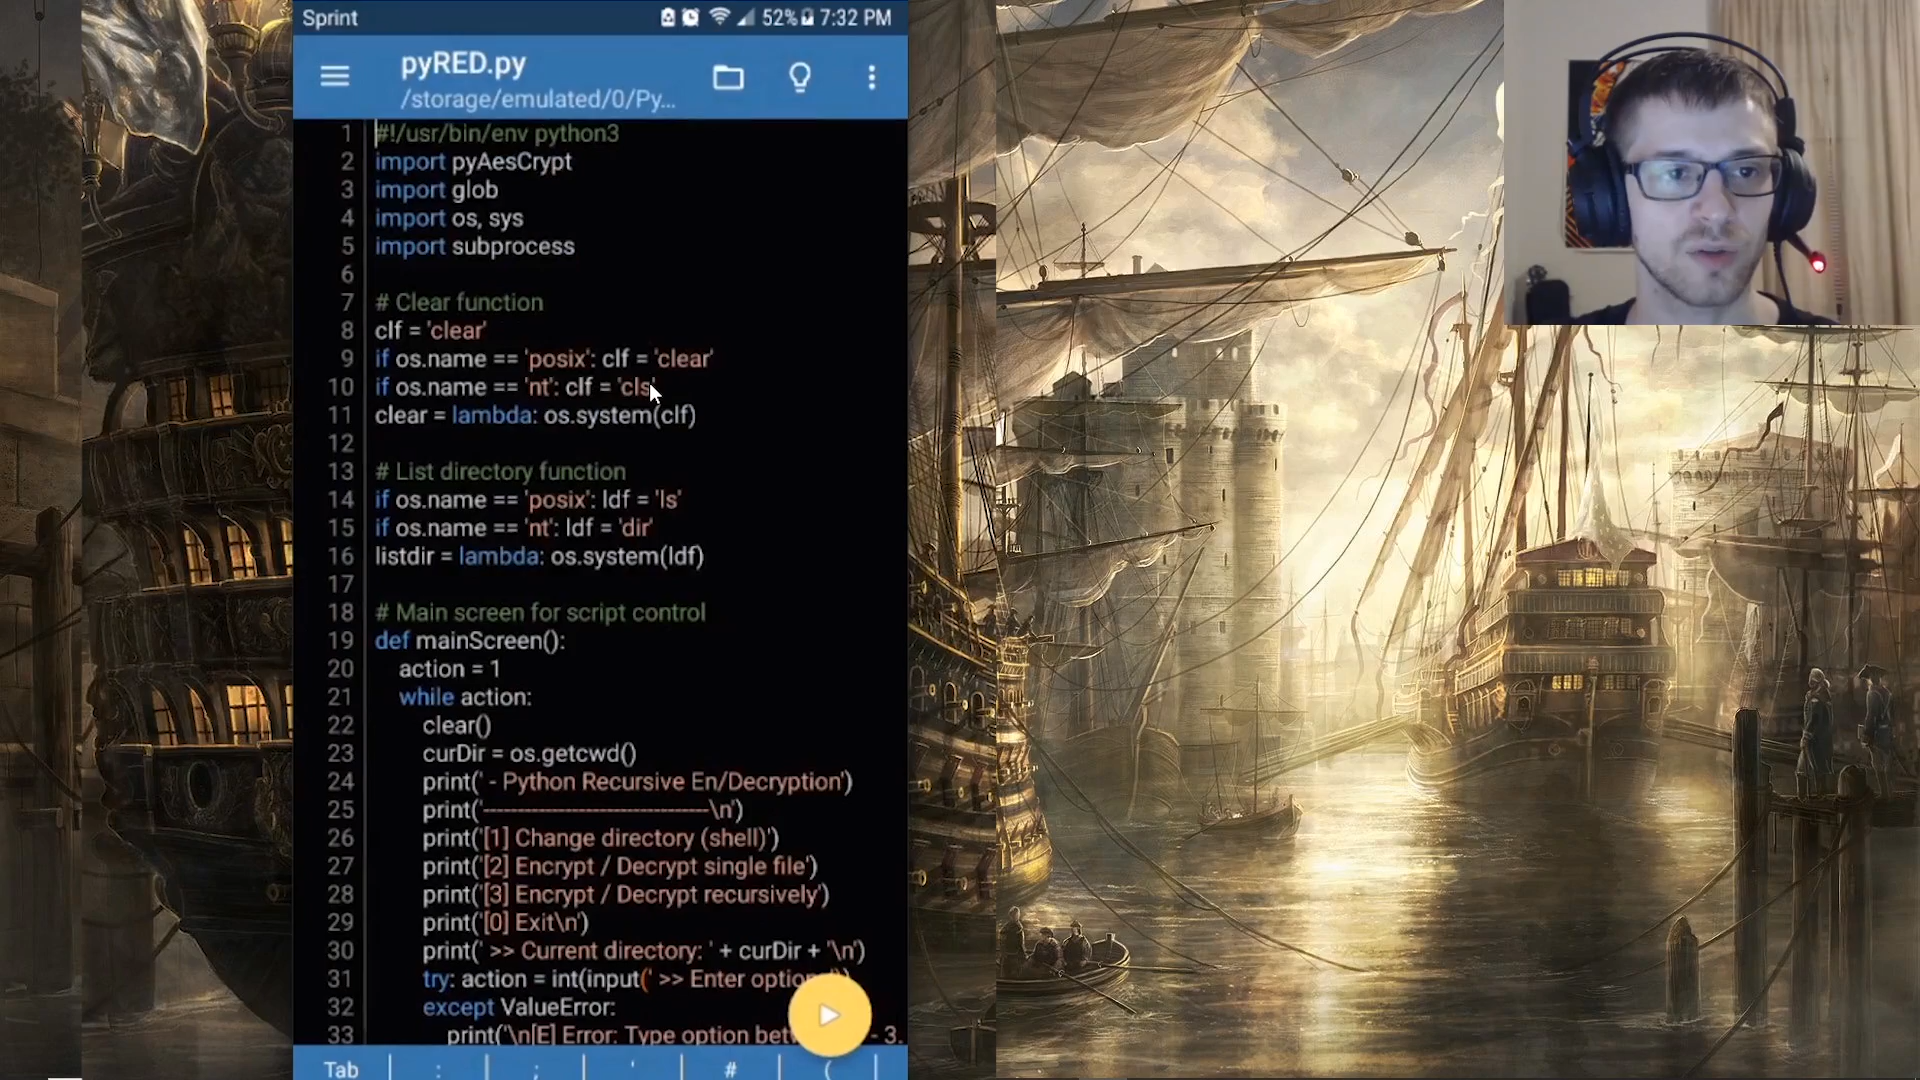 Sprint 52% 7:32 PM
pyRED.py
/storage/emulated/0/Py...
1 #!/usr/bin/env python3
2 import pyAesCrypt
3 import glob
4 import os, sys
5 import subprocess
6
7 # Clear function
8 clf = 'clear'
9 if os.name == 'posix': clf = 'clear'
10 if os.name == 'nt': clf = 'cls'
11 clear = lambda: os.system(clf)
12
13 # List directory function
14 if os.name == 'posix': ldf = 'ls'
15 if os.name == 'nt': ldf = 'dir'
16 listdir = lambda: os.system(ldf)
17
18 # Main screen for script control
19 def mainScreen():
20 action = 1
21 while action:
22 clear()
23 curDir = os.getcwd()
24 print(' - Python Recursive En/Decryption')
25 print('------------------------------\n')
26 print('[1] Change directory (shell)')
27 print('[2] Encrypt / Decrypt single file')
28 print('[3] Encrypt / Decrypt recursively')
29 print('[0] Exit\n')
30 print(' >> Current directory: ' + curDir + '\n')
31 try: action = int(input(' >> Enter option
32 except ValueError:
33 print('\n[E] Error: Type option - 3.
Tab : ; ' # (